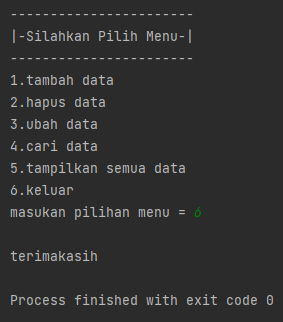 -----------------------
|-Silahkan Pilih Menu-|
-----------------------
1.tambah data
2.hapus data
3.ubah data
4.cari data
5.tampilkan semua data
6.keluar
masukan pilihan menu = 6
terimakasih
Process finished with exit code 0